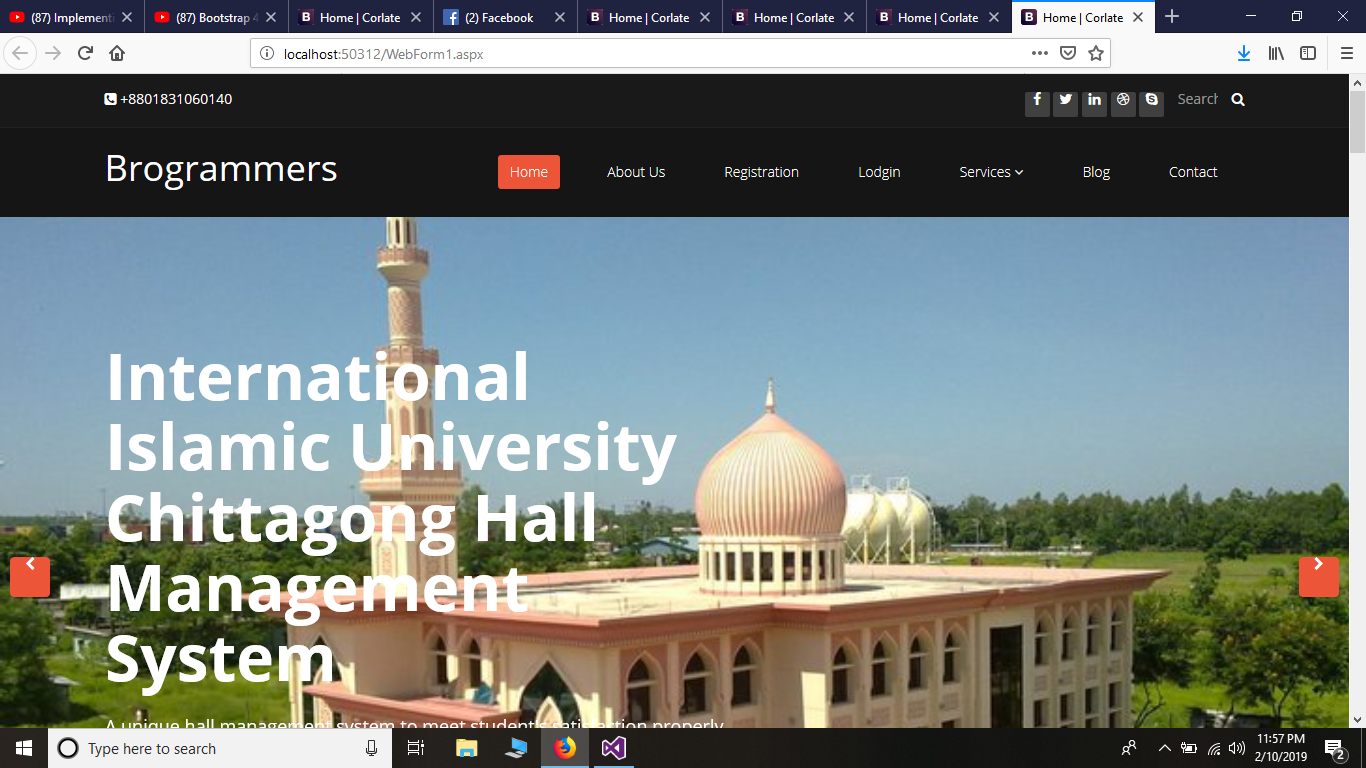 (87) Implementi
(87) Bootstrap 4
Home | Corlate
(2) Facebook
Home | Corlate
Home | Corlate
Home | Corlate
Home | Corlate
localhost:50312/WebForm1.aspx
+8801831060140
Search
Brogrammers
Home
About Us
Registration
Lodgin
Services
Blog
Contact
International
Islamic University
Chittagong Hall
Management
System
A unique hall management system to meet student's satisfaction properly
Type here to search
11:57 PM
2/10/2019
2